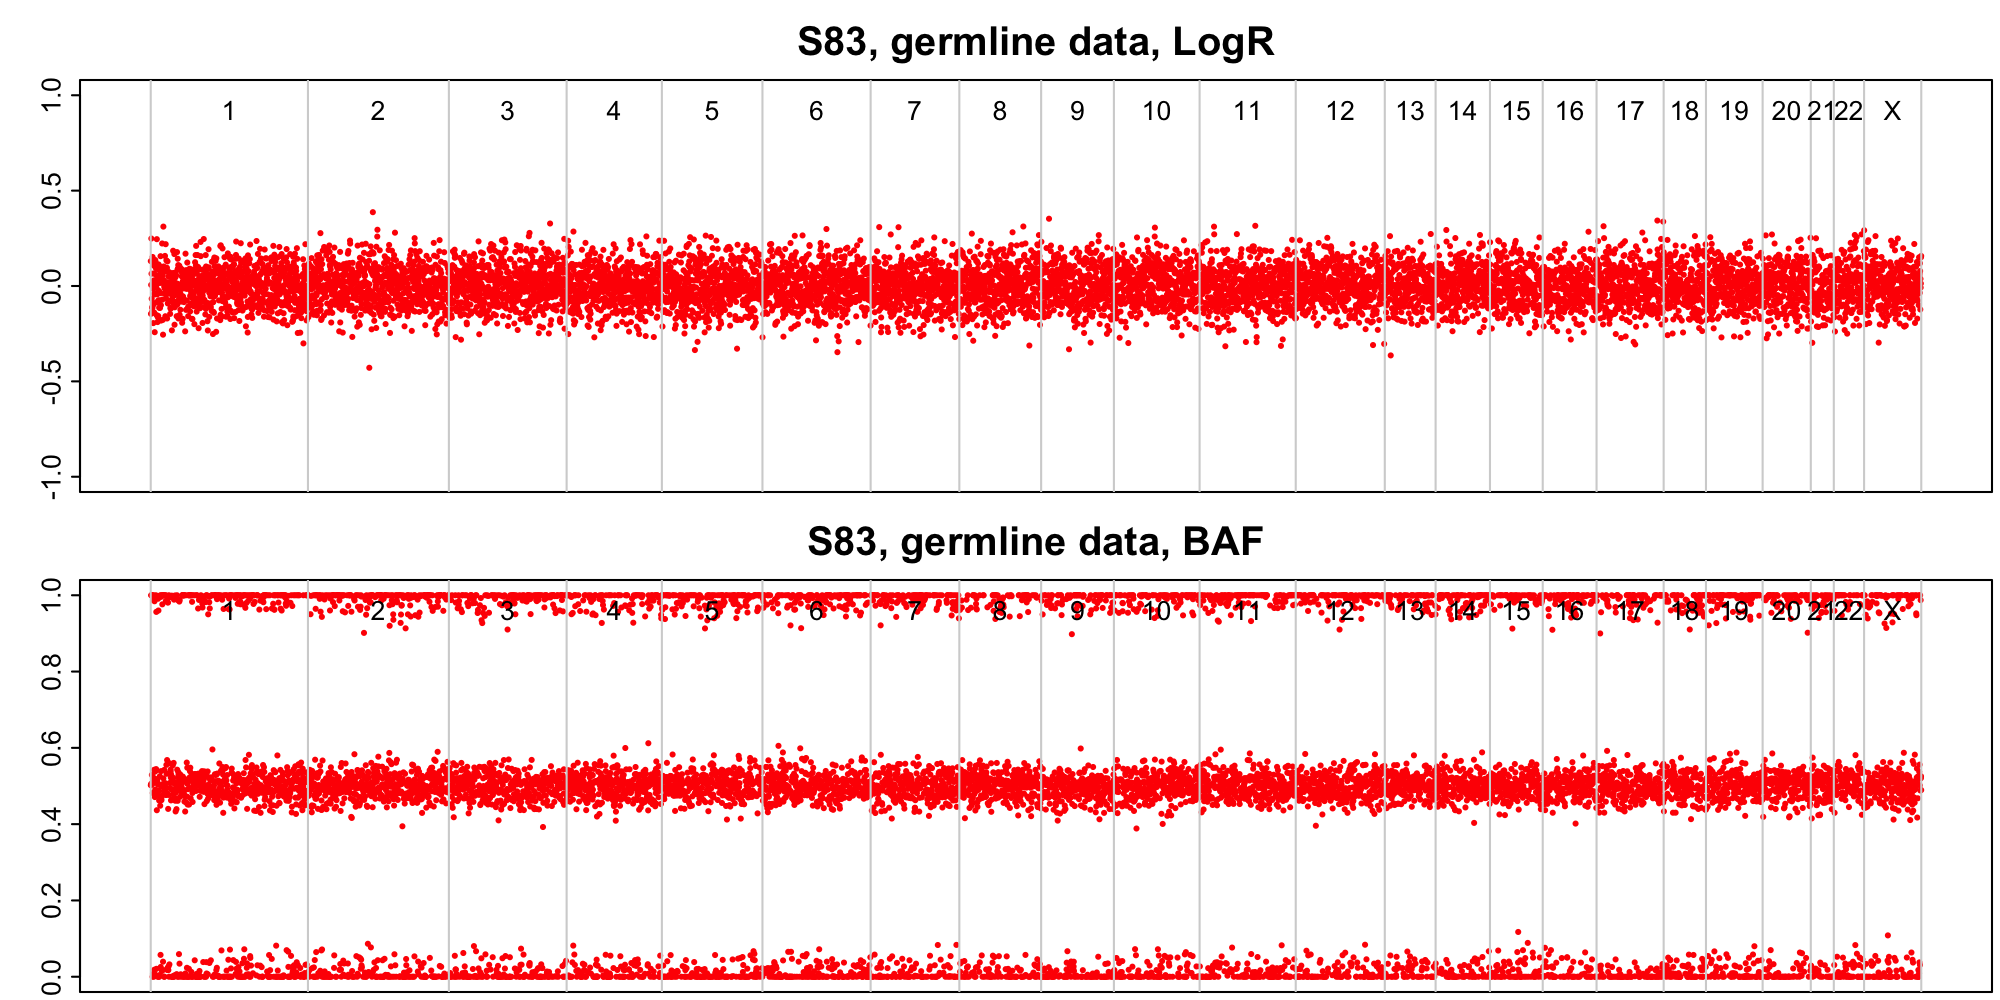 S83, germline data, LogR
1.0
0.5
0.0
-0.5
-1.0
1 2 3 4 5 6 7 8 9 10 11 12 13 14 15 16 17 18 19 20 21 22 X
S83, germline data, BAF
1.0
0.8
0.6
0.4
0.2
0.0
1 2 3 4 5 6 7 8 9 10 11 12 13 14 15 16 17 18 19 20 21 22 X